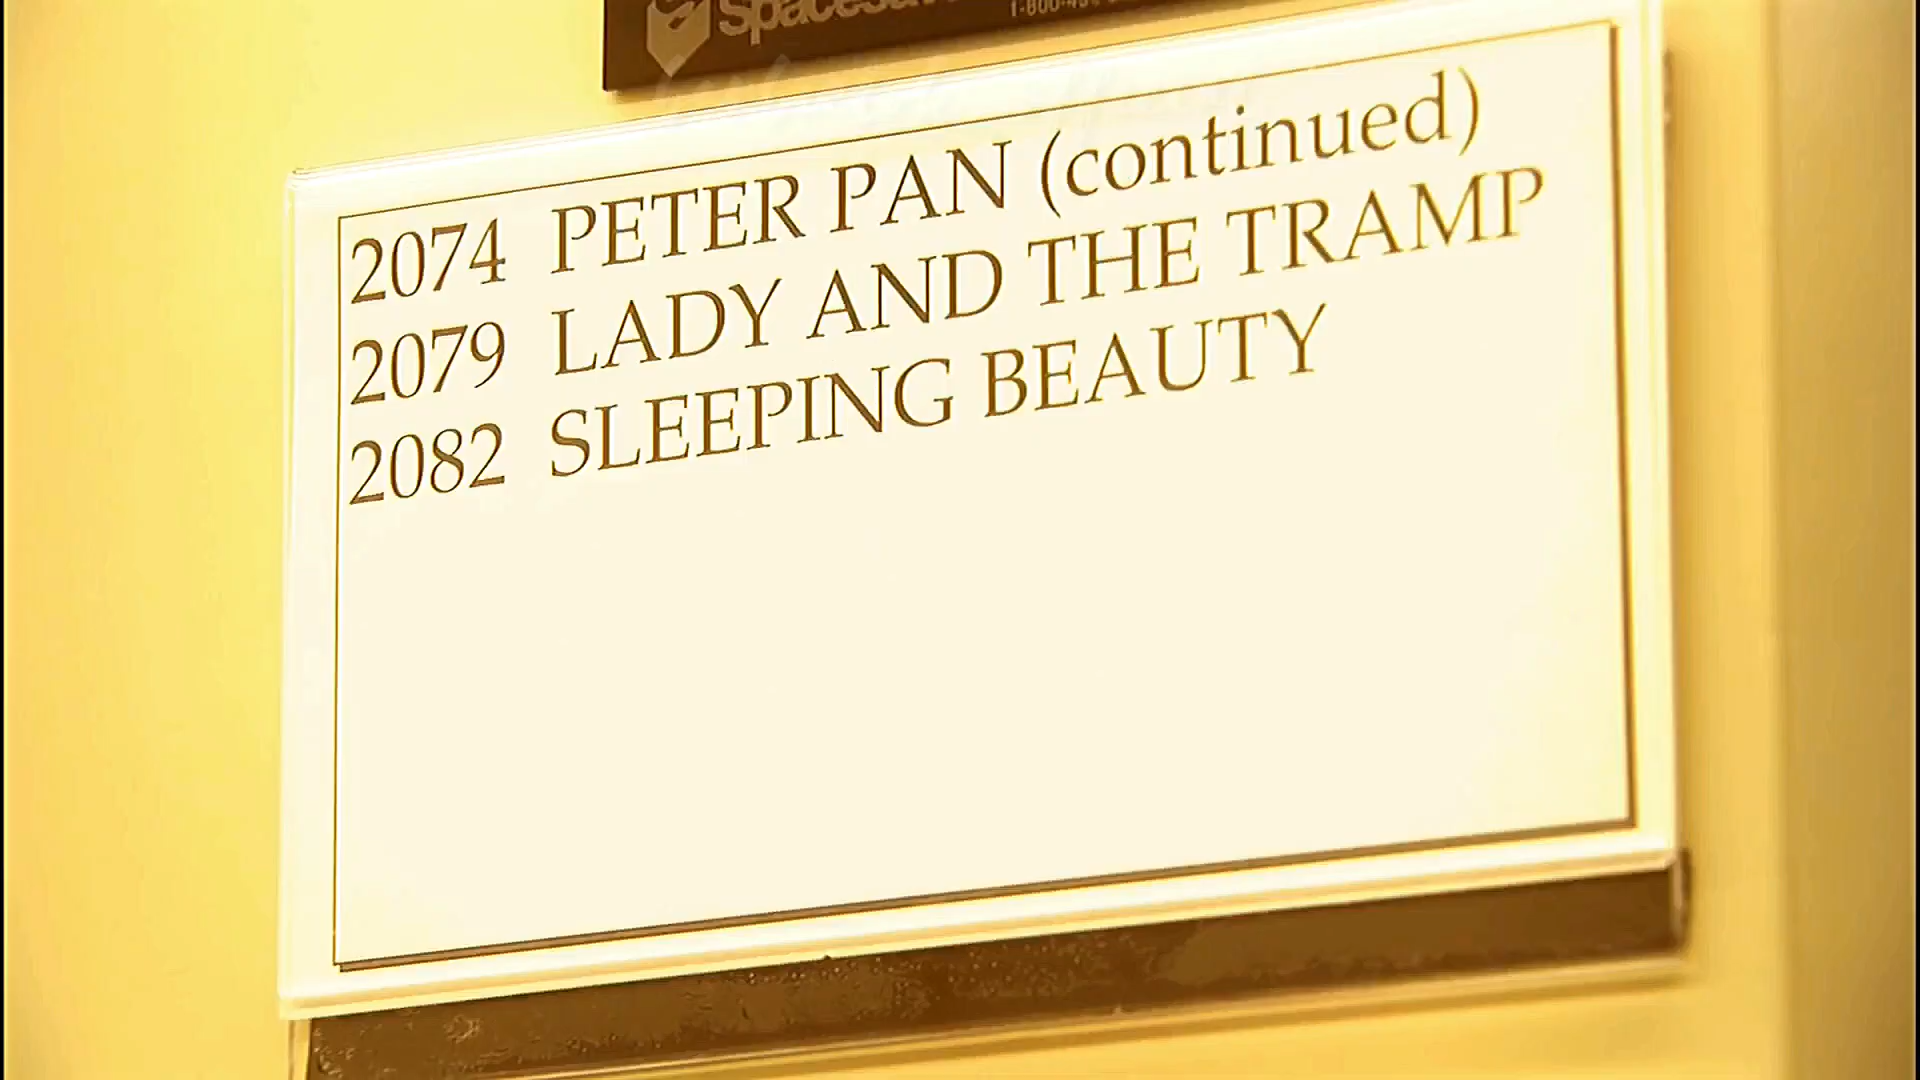 2074 PETER PAN (continued)
2079 LADY AND THE TRAMP
2082 SLEEPING BEAUTY